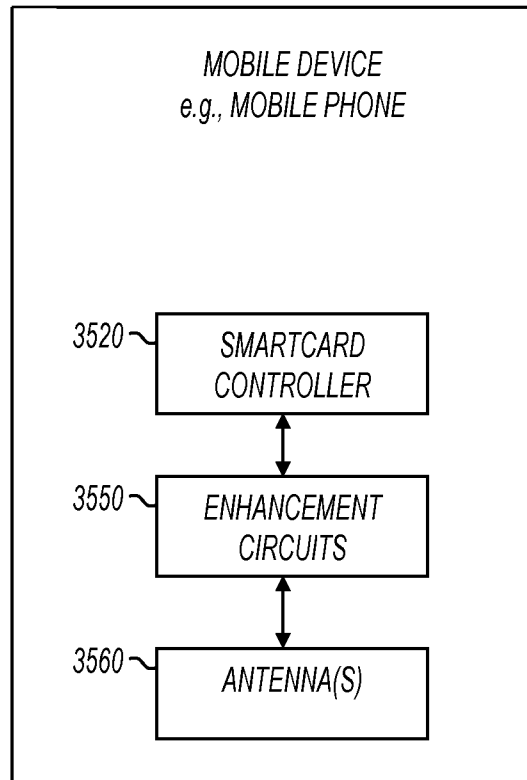 MOBILE DEVICE
e.g., MOBILE PHONE
3520
SMARTCARD
CONTROLLER
3550
ENHANCEMENT
CIRCUITS
3560
ANTENNA(S)